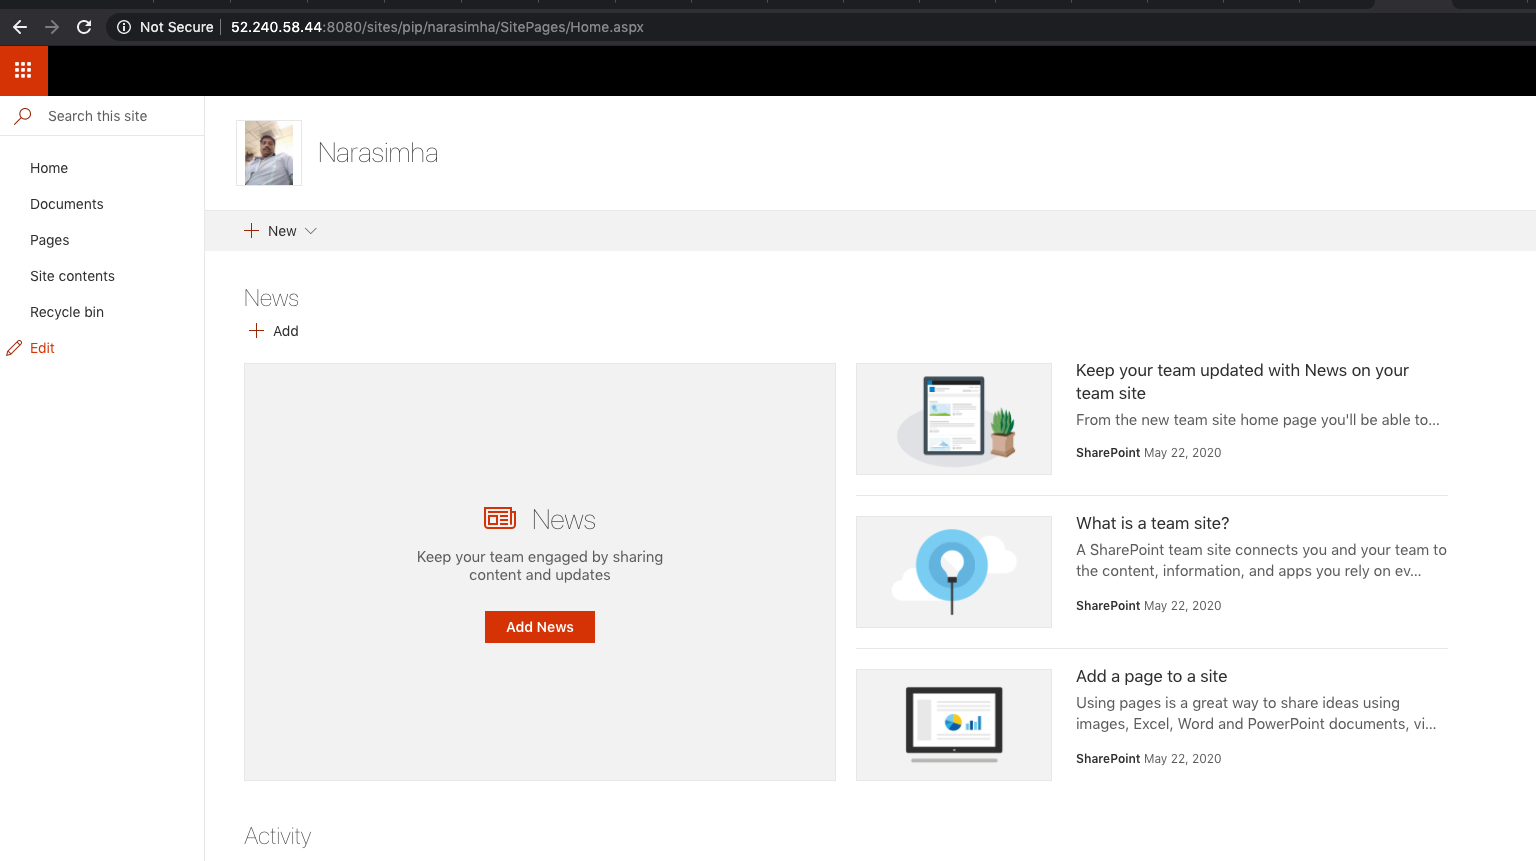 Not Secure | 52.240.58.44:8080/sites/pip/narasimha/SitePages/Home.aspx
Search this site
Home
Documents
Pages
Site contents
Recycle bin
Edit
Narasimha
New
News
Add
News
Keep your team engaged by sharing
content and updates
Add News
Keep your team updated with News on your
team site
From the new team site home page you'll be able to...
SharePoint May 22, 2020
What is a team site?
A SharePoint team site connects you and your team to
the content, information, and apps you rely on ev...
SharePoint May 22, 2020
Add a page to a site
Using pages is a great way to share ideas using
images, Excel, Word and PowerPoint documents, vi...
SharePoint May 22, 2020
Activity